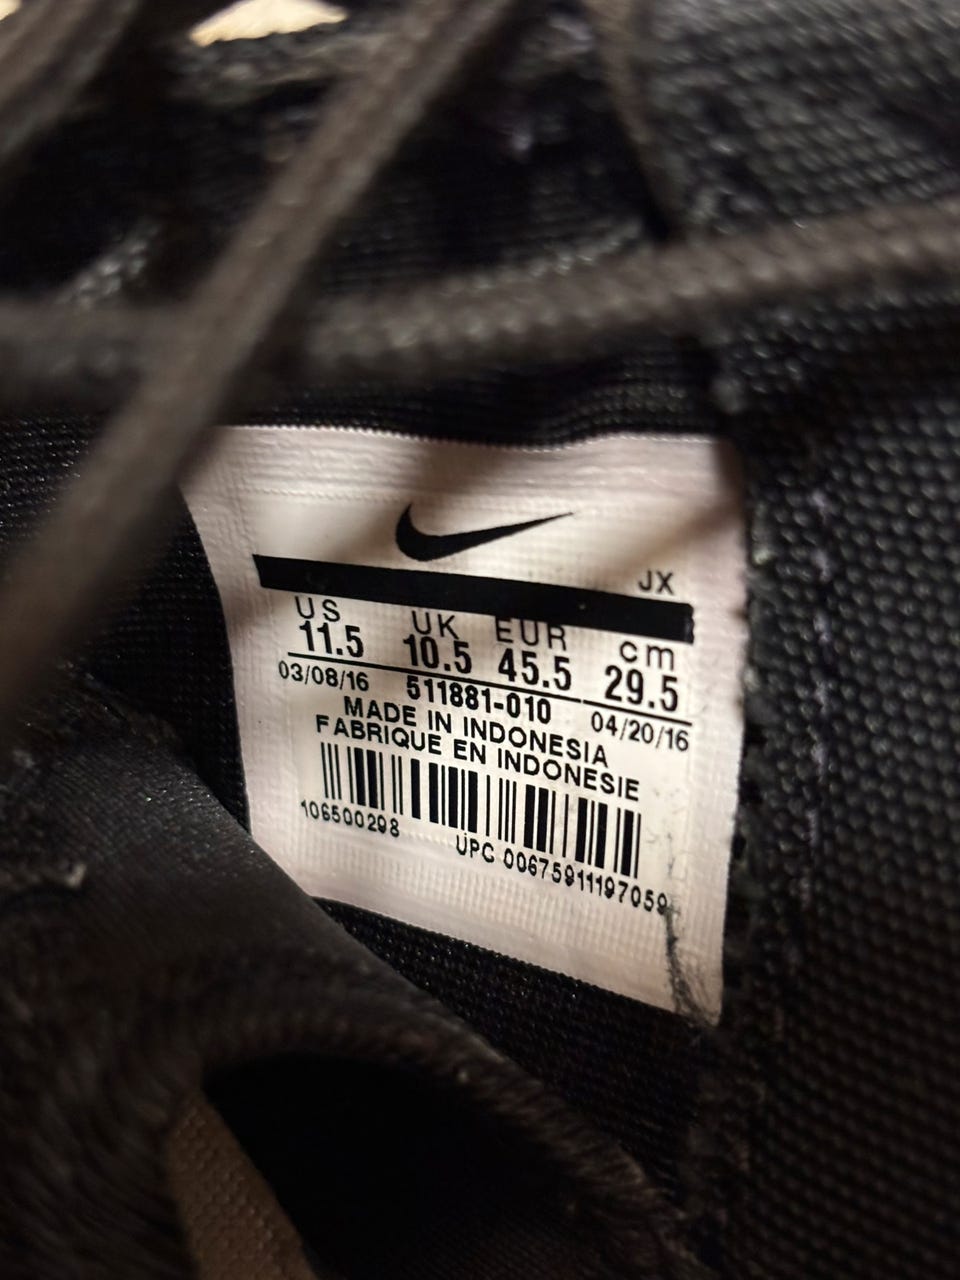 JX
US UK EUR cm
11.5 10.5 45.5 29.5
03/08/16 511881-010 04/20/16
MADE IN INDONESIA
FABRIQUE EN INDONESIE
106500298
UPC 00675911197059